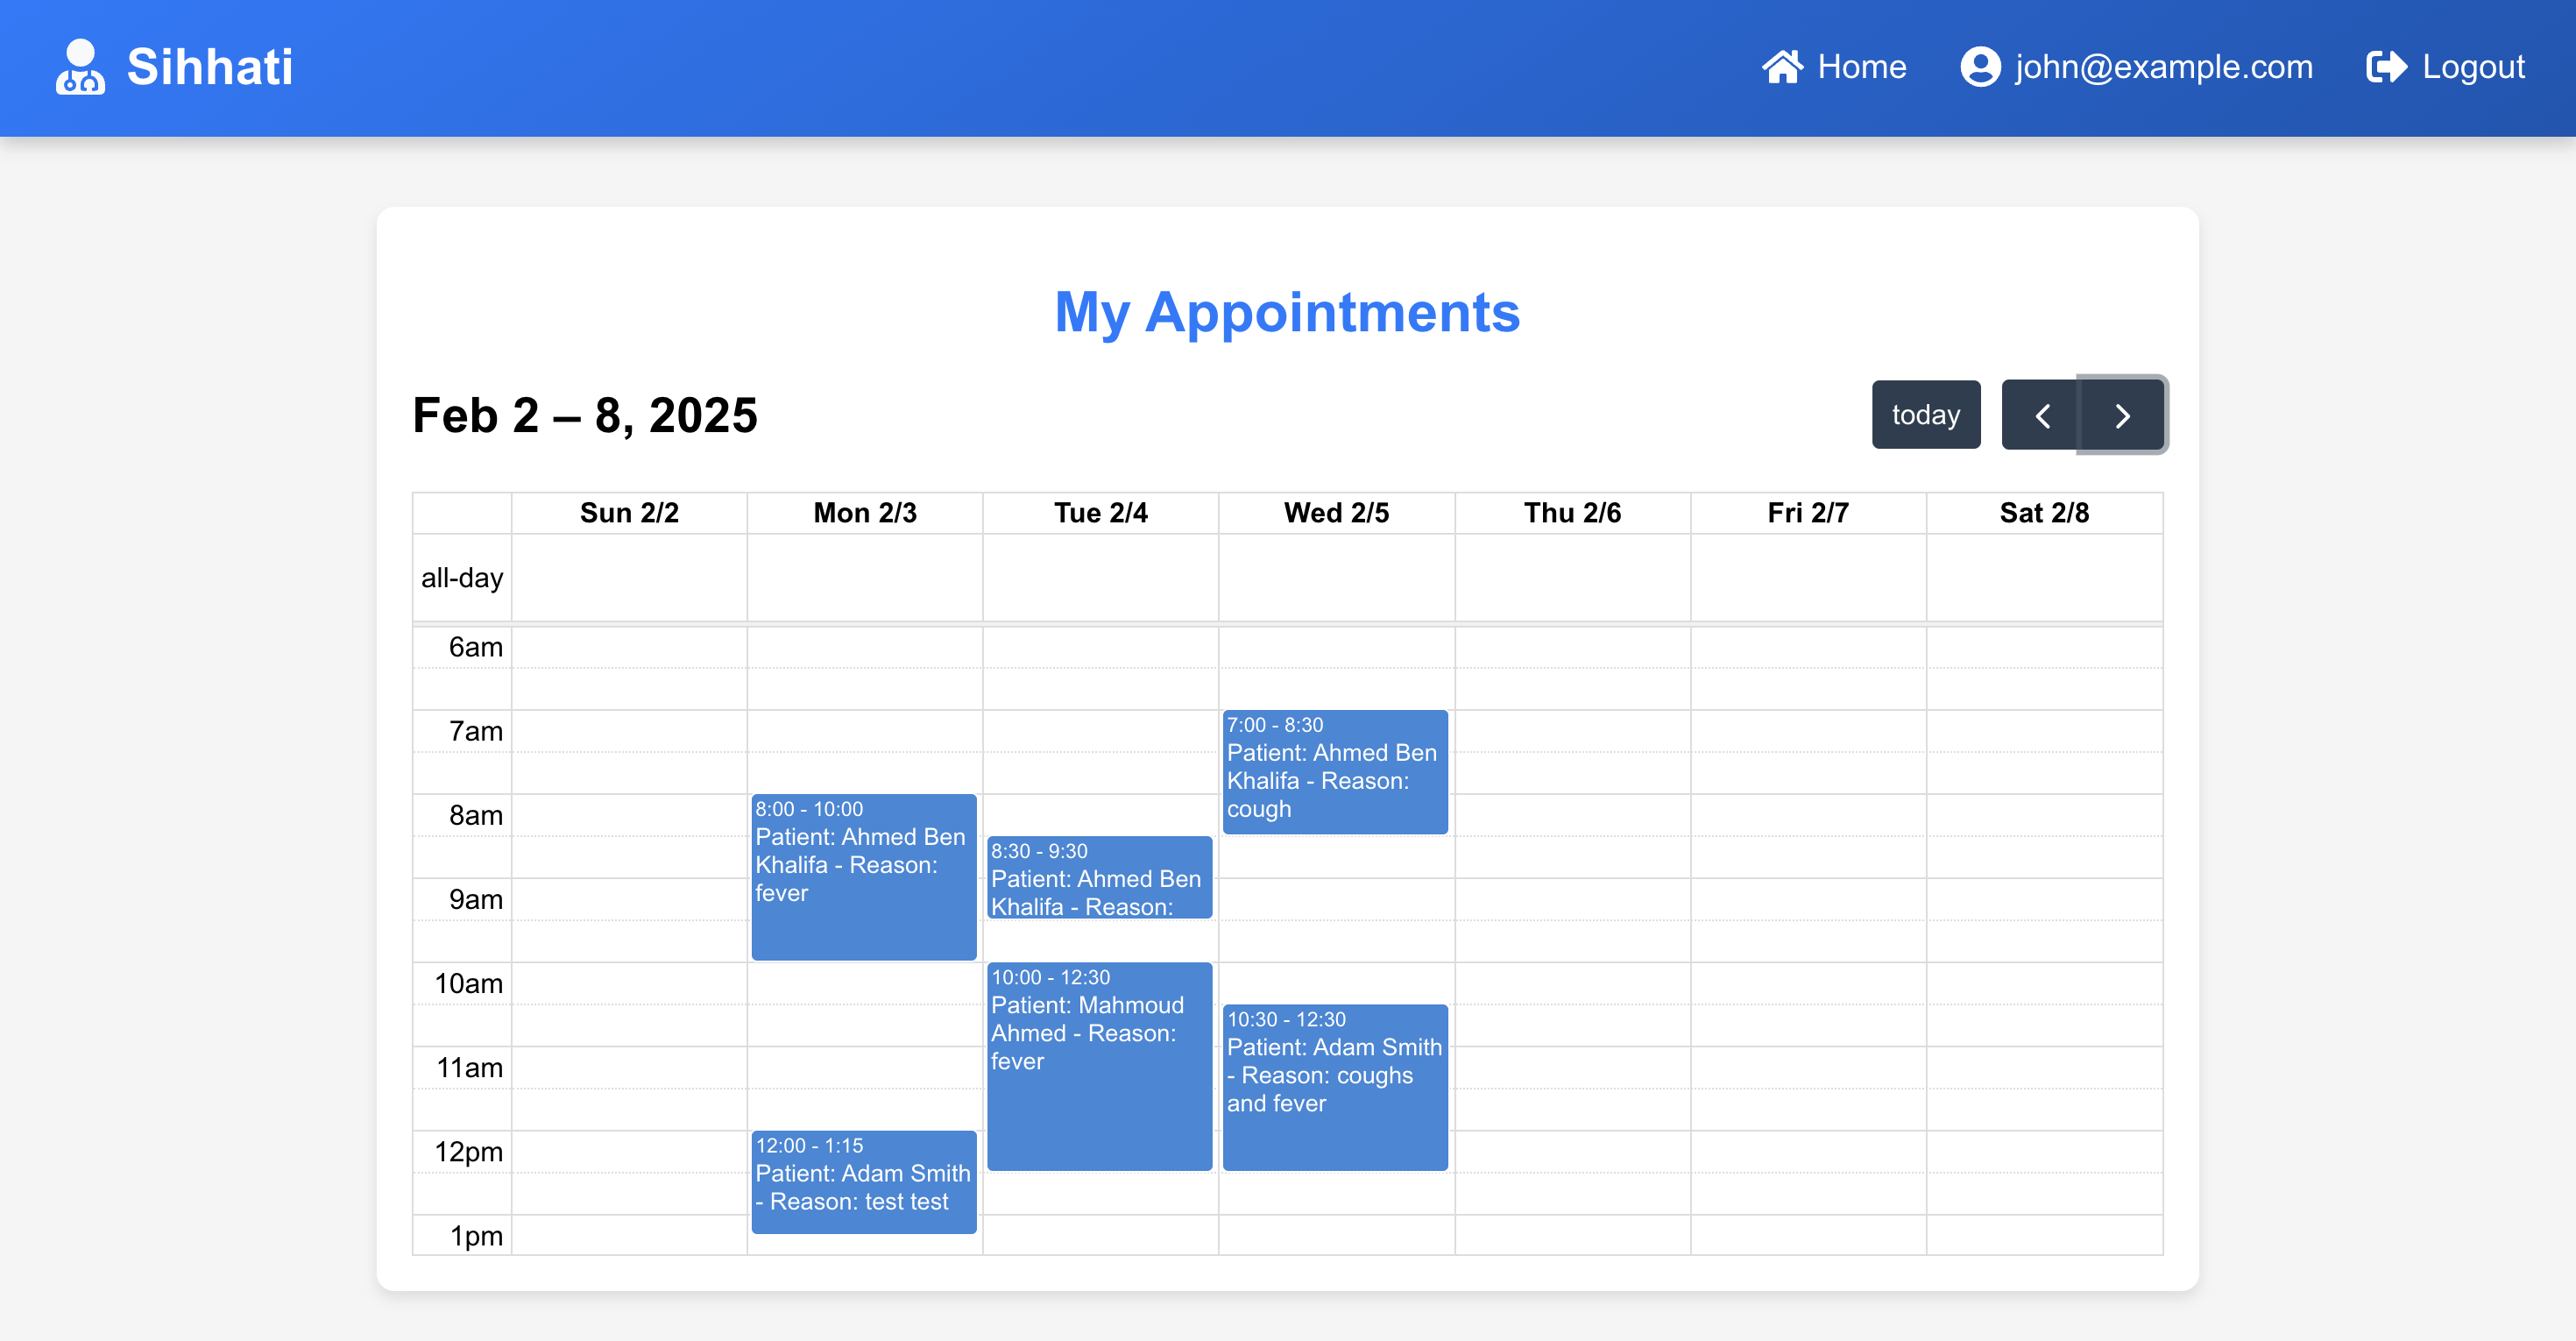 Sihhati
Home
john@example.com
Logout
My Appointments
Feb 2 – 8, 2025
today
Sun 2/2
Mon 2/3
Tue 2/4
Wed 2/5
Thu 2/6
Fri 2/7
Sat 2/8
all-day
6am
7am
8am
9am
10am
11am
12pm
1pm
8:00 - 10:00
Patient: Ahmed Ben
Khalifa - Reason:
fever
12:00 - 1:15
Patient: Adam Smith
- Reason: test test
8:30 - 9:30
Patient: Ahmed Ben
Khalifa - Reason:
10:00 - 12:30
Patient: Mahmoud
Ahmed - Reason:
fever
7:00 - 8:30
Patient: Ahmed Ben
Khalifa - Reason:
cough
10:30 - 12:30
Patient: Adam Smith
- Reason: coughs
and fever